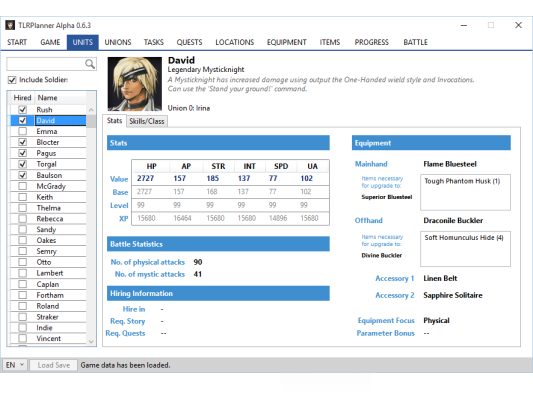 TLRPlanner Alpha 0.6.3
START GAME UNITS UNIONS TASKS QUESTS LOCATIONS EQUIPMENT ITEMS PROGRESS BATTLE
Include Soldier:
Hired Name
Rush
David
Emma
Blocter
Pagus
Torgal
Baulson
McGrady
Keith
Thelma
Rebecca
Sandy
Oakes
Semry
Otto
Lambert
Caplan
Fortham
Roland
Straker
Indie
Vincent
David
Legendary Mysticknight
A Mysticknight has increased damage using output the One-Handed wield style and Invocations.
Can use the 'Stand your ground!' command.
Union 0: Irina
Stats Skills/Class
Stats
HP AP STR INT SPD UA
Value 2727 157 185 137 77 102
Base 2727 157 168 137 77 102
Level 99 99 99 99 99 99
XP 15680 16464 15680 15680 14896 15680
Battle Statistics
No. of physical attacks 90
No. of mystic attacks 41
Hiring Information
Hire in -
Req. Story -
Req. Quests --
Equipment
Mainhand Flame Bluesteel
Items necessary
for upgrade to:
Superior Bluesteel
Tough Phantom Husk (1)
Offhand Draconile Buckler
Items necessary
for upgrade to:
Divine Buckler
Soft Homunculus Hide (4)
Accessory 1 Linen Belt
Accessory 2 Sapphire Solitaire
Equipment Focus Physical
Parameter Bonus --
EN Load Save Game data has been loaded.